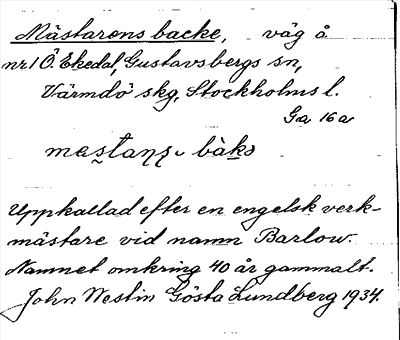 Mästarens backe, väg å
nr 1 Ö. Ekedal, Gustavsbergs sn,
Värmdö skg, Stockholms l.
Ga 16a
Uppkallad efter en engelsk verk-
mästare vid namn Barlow.
Namnet omkring 40 år gammalt.
John Westin Gösta Lundberg 1934.